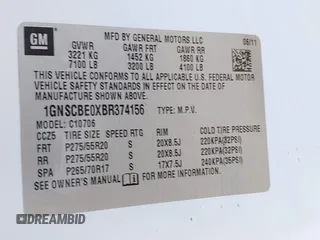 GM
MFD BY GENERAL MOTORS LLC
GVWR GAWR FRT GAWR RR 06/11
3221 KG 1452 KG 1860 KG
7100 LB 3200 LB 4100 LB
THIS VEHICLE CONFORMS TO ALL APPLICABLE U.S. FEDERAL MOTOR
VEHICLE SAFETY STANDARDS IN EFFECT ON THE DATE OF
MANUFACTURE SHOWN ABOVE.
1GNSCBE0XBR374156 TYPE: M.P.V.
MODEL: C10706
CCZ5 TIRE SIZE SPEED RTG RIM COLD TIRE PRESSURE
FRT P275/55R20 S 20X8.5J 220KPA(32PSI)
RR P275/55R20 S 20X8.5J 220KPA(32PSI)
SPA P265/70R17 S 17X7.5J 240KPA(35PSI)
SEE OWNER'S MANUAL FOR MORE INFORMATION.
DREAMBID